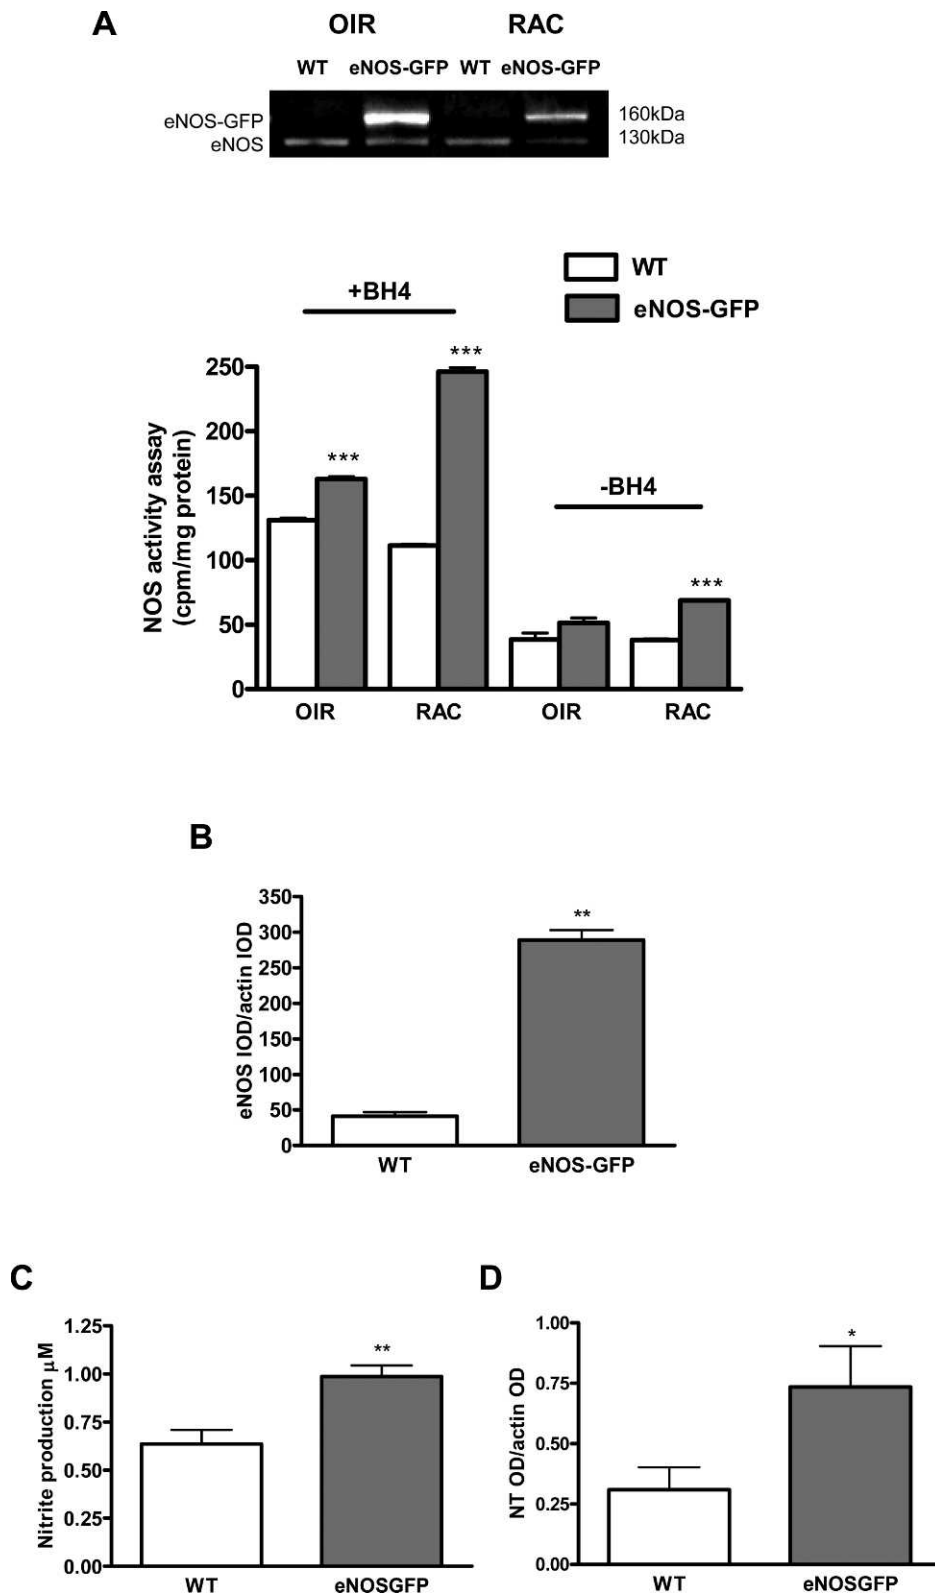 A
OIR RAC
WT eNOS-GFP WT eNOS-GFP
eNOS-GFP 160kDa
eNOS 130kDa
WT
eNOS-GFP
+BH4
-BH4
NOS activity assay
(cpm/mg protein)
250
200
150
100
50
0
***
***
***
OIR RAC OIR RAC
B
eNOS IOD/actin IOD
350
300
250
200
150
100
50
0
**
WT eNOS-GFP
C
Nitrite production μM
1.25
1.00
0.75
0.50
0.25
0.00
**
WT eNOSGFP
D
NT OD/actin OD
1.00
0.75
0.50
0.25
0.00
*
WT eNOSGFP